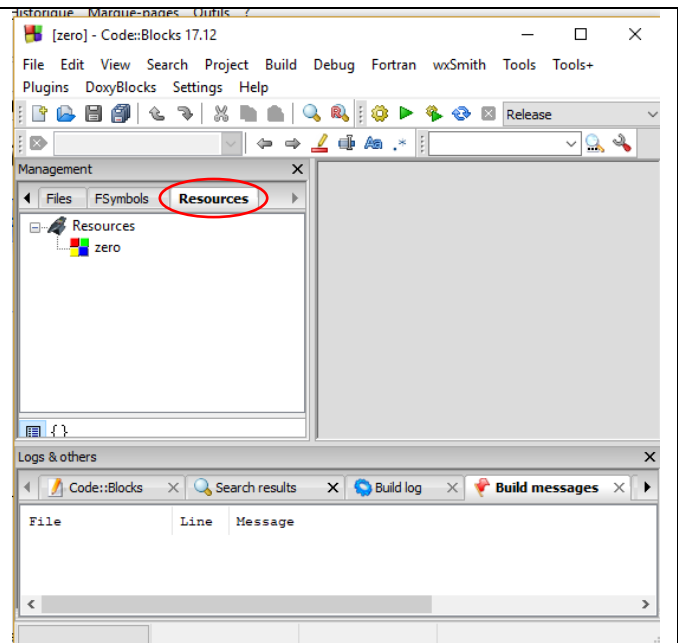 Historique Marque-pages Outils ?
[zero] - Code::Blocks 17.12
File Edit View Search Project Build Debug Fortran wxSmith Tools Tools+
Plugins DoxyBlocks Settings Help
Release
Management
Files FSymbols Resources
Resources
zero
{}
Logs & others
Code::Blocks Search results Build log Build messages
File Line Message